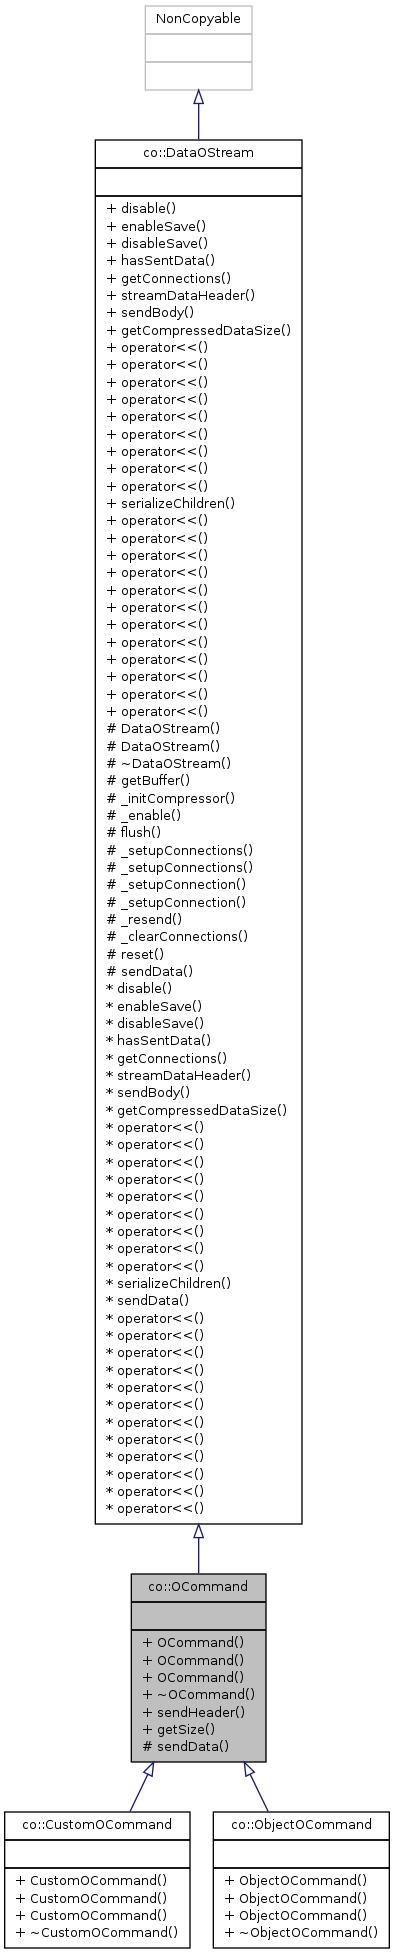 NonCopyable
co::DataOStream
+ disable()
+ enableSave()
+ disableSave()
+ hasSentData()
+ getConnections()
+ streamDataHeader()
+ sendBody()
+ getCompressedDataSize()
+ operator<<()
+ operator<<()
+ operator<<()
+ operator<<()
+ operator<<()
+ operator<<()
+ operator<<()
+ operator<<()
+ operator<<()
+ serializeChildren()
+ operator<<()
+ operator<<()
+ operator<<()
+ operator<<()
+ operator<<()
+ operator<<()
+ operator<<()
+ operator<<()
+ operator<<()
+ operator<<()
+ operator<<()
+ operator<<()
# DataOStream()
# DataOStream()
# ~DataOStream()
# getBuffer()
# _initCompressor()
# _enable()
# flush()
# _setupConnections()
# _setupConnections()
# _setupConnection()
# _setupConnection()
# _resend()
# _clearConnections()
# reset()
# sendData()
* disable()
* enableSave()
* disableSave()
* hasSentData()
* getConnections()
* streamDataHeader()
* sendBody()
* getCompressedDataSize()
* operator<<()
* operator<<()
* operator<<()
* operator<<()
* operator<<()
* operator<<()
* operator<<()
* operator<<()
* operator<<()
* serializeChildren()
* sendData()
* operator<<()
* operator<<()
* operator<<()
* operator<<()
* operator<<()
* operator<<()
* operator<<()
* operator<<()
* operator<<()
* operator<<()
* operator<<()
* operator<<()
co::OCommand
+ OCommand()
+ OCommand()
+ OCommand()
+ ~OCommand()
+ sendHeader()
+ getSize()
# sendData()
co::CustomOCommand
+ CustomOCommand()
+ CustomOCommand()
+ CustomOCommand()
+ ~CustomOCommand()
co::ObjectOCommand
+ ObjectOCommand()
+ ObjectOCommand()
+ ObjectOCommand()
+ ~ObjectOCommand()